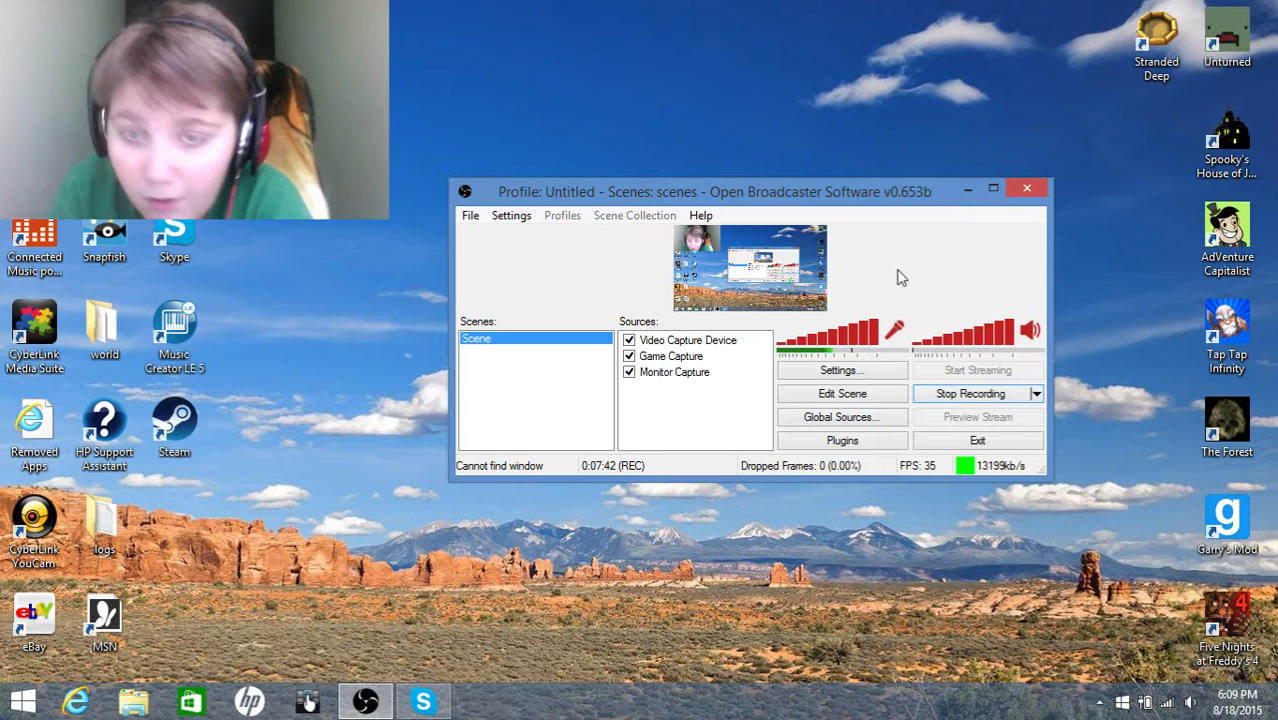 Stranded
Deep
Unturned
Spooky's
House of J...
AdVenture
Capitalist
Tap Tap
Infinity
The Forest
Garry's Mod
4
Five Nights
at Freddy's 4
Connected
Music po...
Snapfish
Skype
CyberLink
Media Suite
world
LE
Music
Creator LE 5
Removed
Apps
HP Support
Assistant
Steam
CyberLink
YouCam
logs
ebay
eBay
MSN
Profile: Untitled - Scenes: scenes - Open Broadcaster Software v0.653b
File Settings Profiles Scene Collection Help
Scenes:
Scene
Sources:
Video Capture Device
Game Capture
Monitor Capture
Settings... Start Streaming
Edit Scene Stop Recording
Global Sources... Preview Stream
Plugins Exit
Cannot find window 0:07:42 (REC) Dropped Frames: 0 (0.00%) FPS: 35 13199kb/s
hp
6:09 PM
8/18/2015